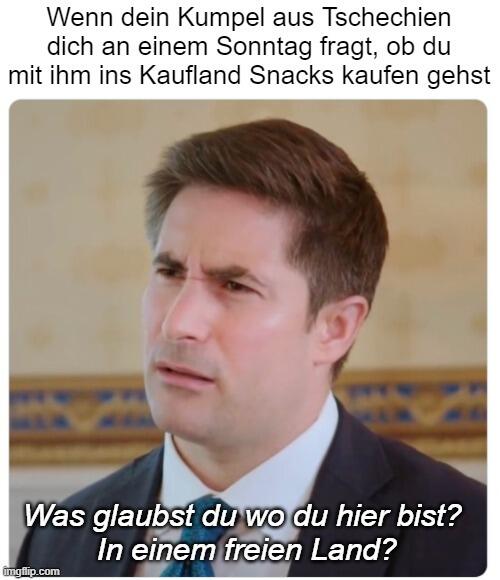 Wenn dein Kumpel aus Tschechien
dich an einem Sonntag fragt, ob du
mit ihm ins Kaufland Snacks kaufen gehst
Was glaubst du wo du hier bist?
In einem freien Land?
imgflip.com